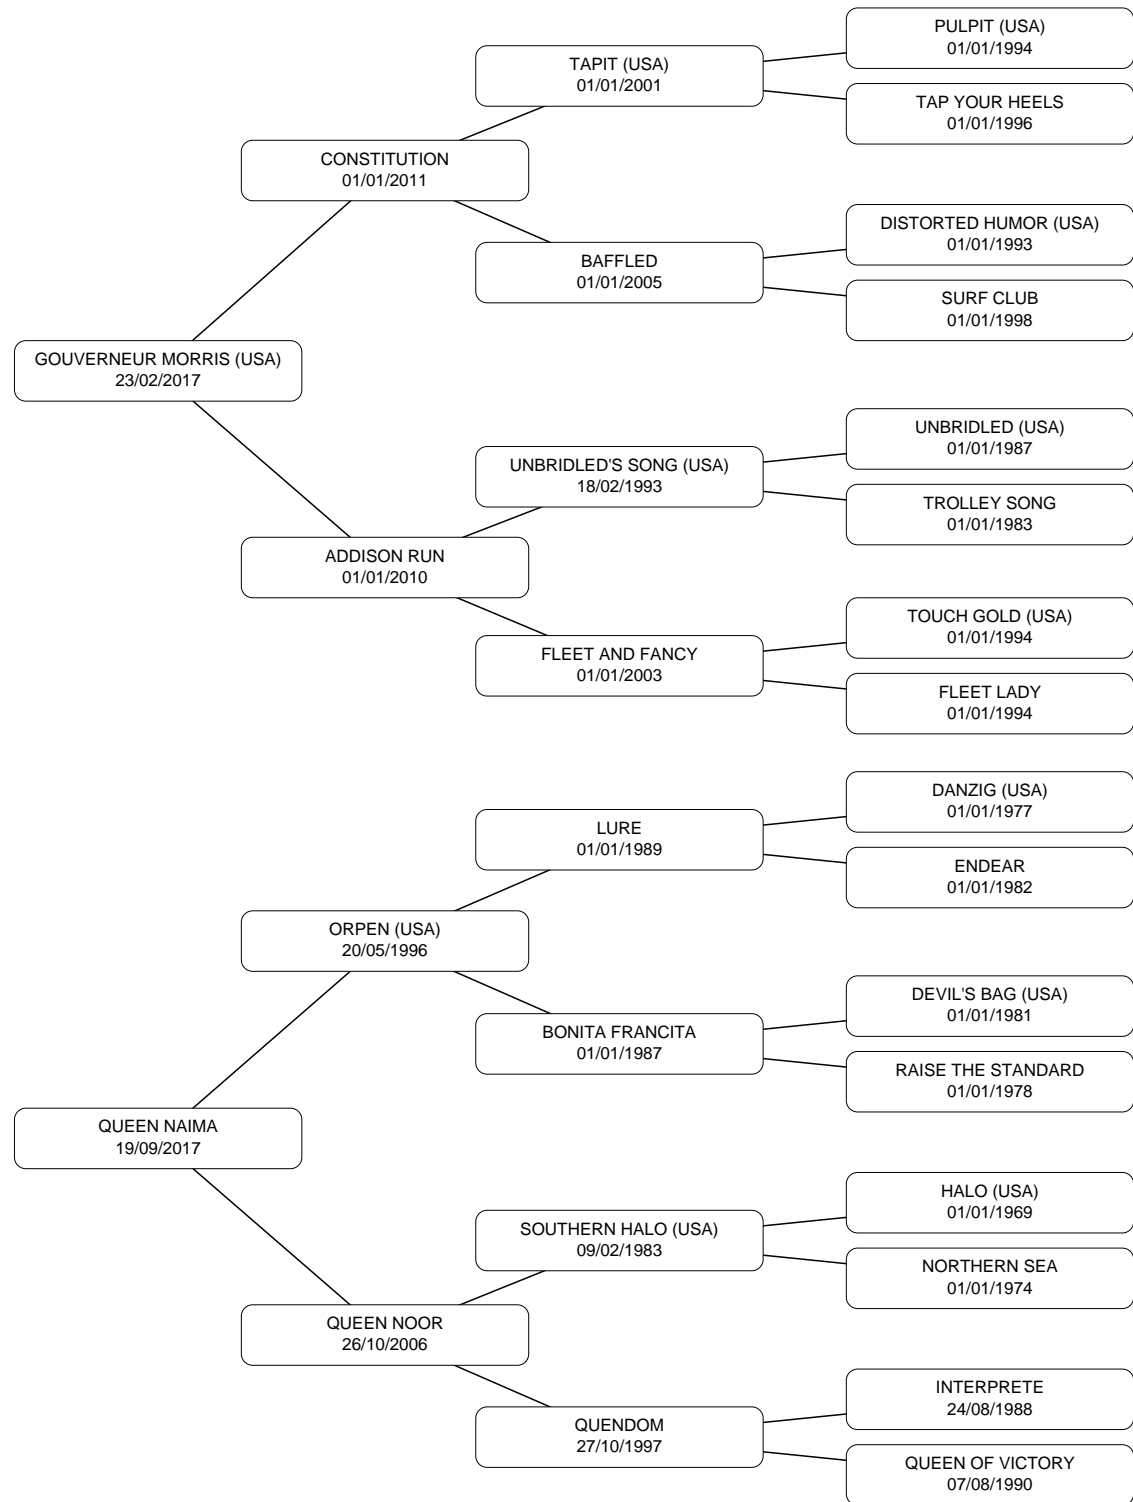 PULPIT (USA)
01/01/1994
TAPIT (USA)
01/01/2001
TAP YOUR HEELS
01/01/1996
CONSTITUTION
01/01/2011
DISTORTED HUMOR (USA)
01/01/1993
BAFFLED
01/01/2005
SURF CLUB
01/01/1998
GOUVERNEUR MORRIS (USA)
23/02/2017
UNBRIDLED (USA)
01/01/1987
UNBRIDLED'S SONG (USA)
18/02/1993
TROLLEY SONG
01/01/1983
ADDISON RUN
01/01/2010
TOUCH GOLD (USA)
01/01/1994
FLEET AND FANCY
01/01/2003
FLEET LADY
01/01/1994
DANZIG (USA)
01/01/1977
LURE
01/01/1989
ENDEAR
01/01/1982
ORPEN (USA)
20/05/1996
DEVIL'S BAG (USA)
01/01/1981
BONITA FRANCITA
01/01/1987
RAISE THE STANDARD
01/01/1978
QUEEN NAIMA
19/09/2017
HALO (USA)
01/01/1969
SOUTHERN HALO (USA)
09/02/1983
NORTHERN SEA
01/01/1974
QUEEN NOOR
26/10/2006
INTERPRETE
24/08/1988
QUENDOM
27/10/1997
QUEEN OF VICTORY
07/08/1990